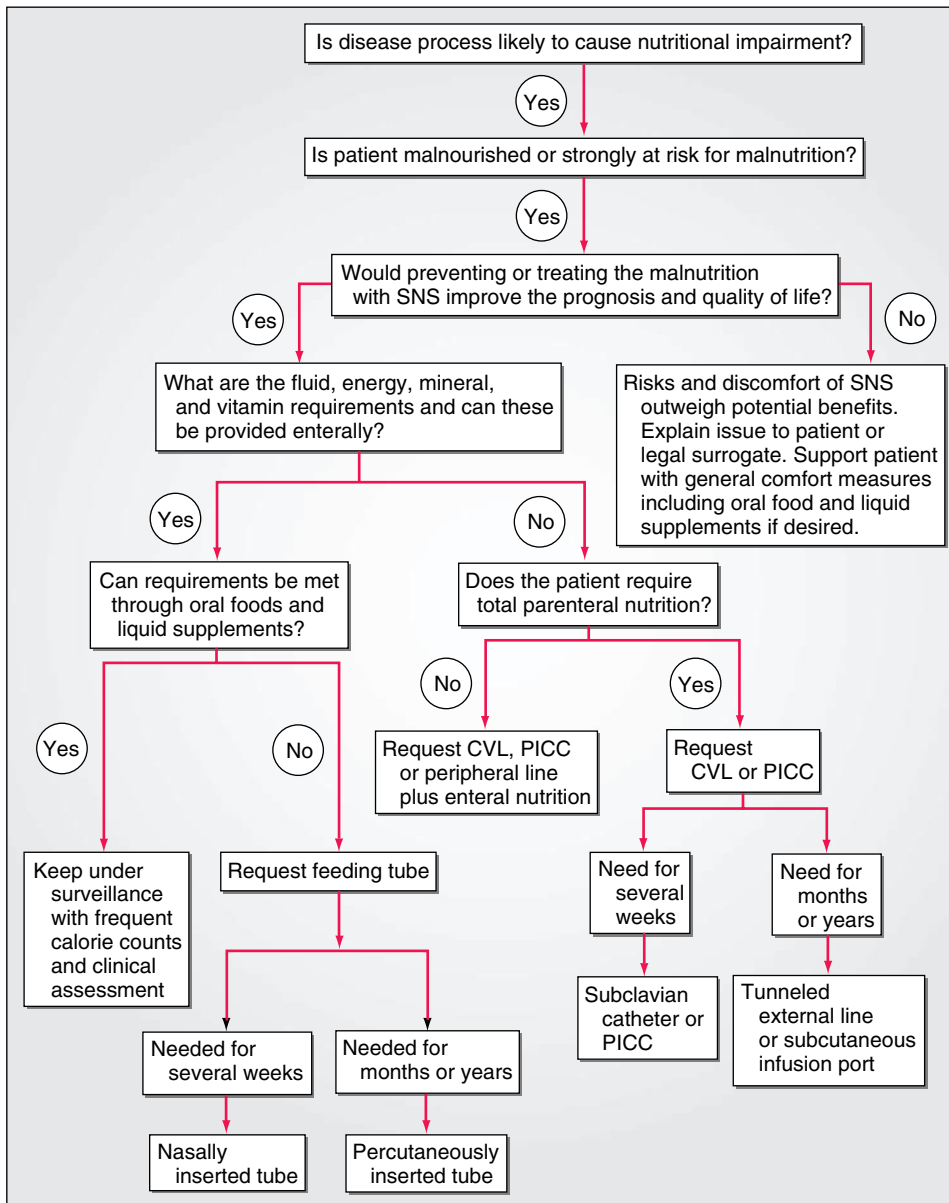 Is disease process likely to cause nutritional impairment?
Yes
Is patient malnourished or strongly at risk for malnutrition?
Yes
Would preventing or treating the malnutrition
with SNS improve the prognosis and quality of life?
Yes
No
What are the fluid, energy, mineral,
and vitamin requirements and can these
be provided enterally?
Risks and discomfort of SNS
outweigh potential benefits.
Explain issue to patient or
legal surrogate. Support patient
with general comfort measures
including oral food and liquid
supplements if desired.
Yes
No
Can requirements be met
through oral foods and
liquid supplements?
Does the patient require
total parenteral nutrition?
Yes
No
No
Yes
Request CVL, PICC
or peripheral line
plus enteral nutrition
Request
CVL or PICC
Keep under
surveillance
with frequent
calorie counts
and clinical
assessment
Request feeding tube
Need for
several
weeks
Need for
months
or years
Subclavian
catheter or
PICC
Tunneled
external line
or subcutaneous
infusion port
Needed for
several weeks
Needed for
months or years
Nasally
inserted tube
Percutaneously
inserted tube